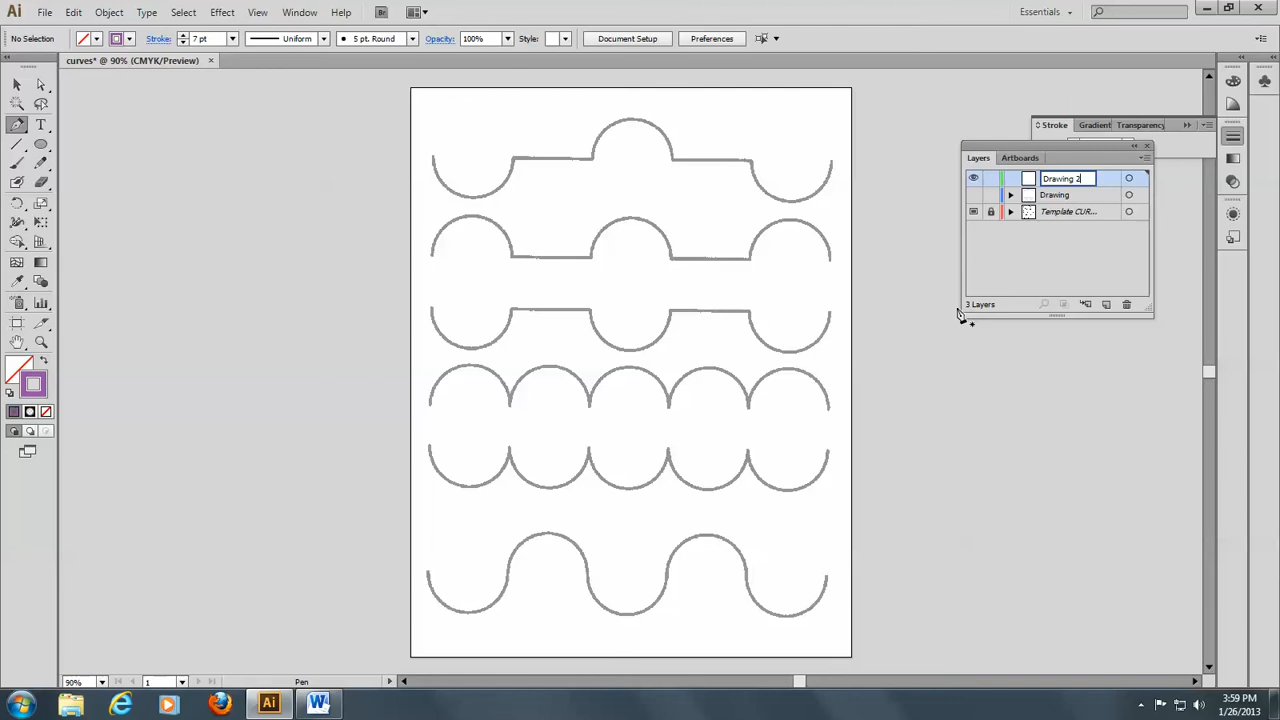 Ai File Edit Object Type Select Effect View Window Help Br Essentials
No Selection Stroke: 7 pt Uniform 5 pt. Round Opacity: 100% Style: Document Setup Preferences
curves* @ 90% (CMYK/Preview)
Stroke Gradient Transparency
Layers Artboards
Drawing 2
Drawing
Template CUR...
3 Layers
90% 1 Pen
Ai W 3:59 PM
1/26/2013